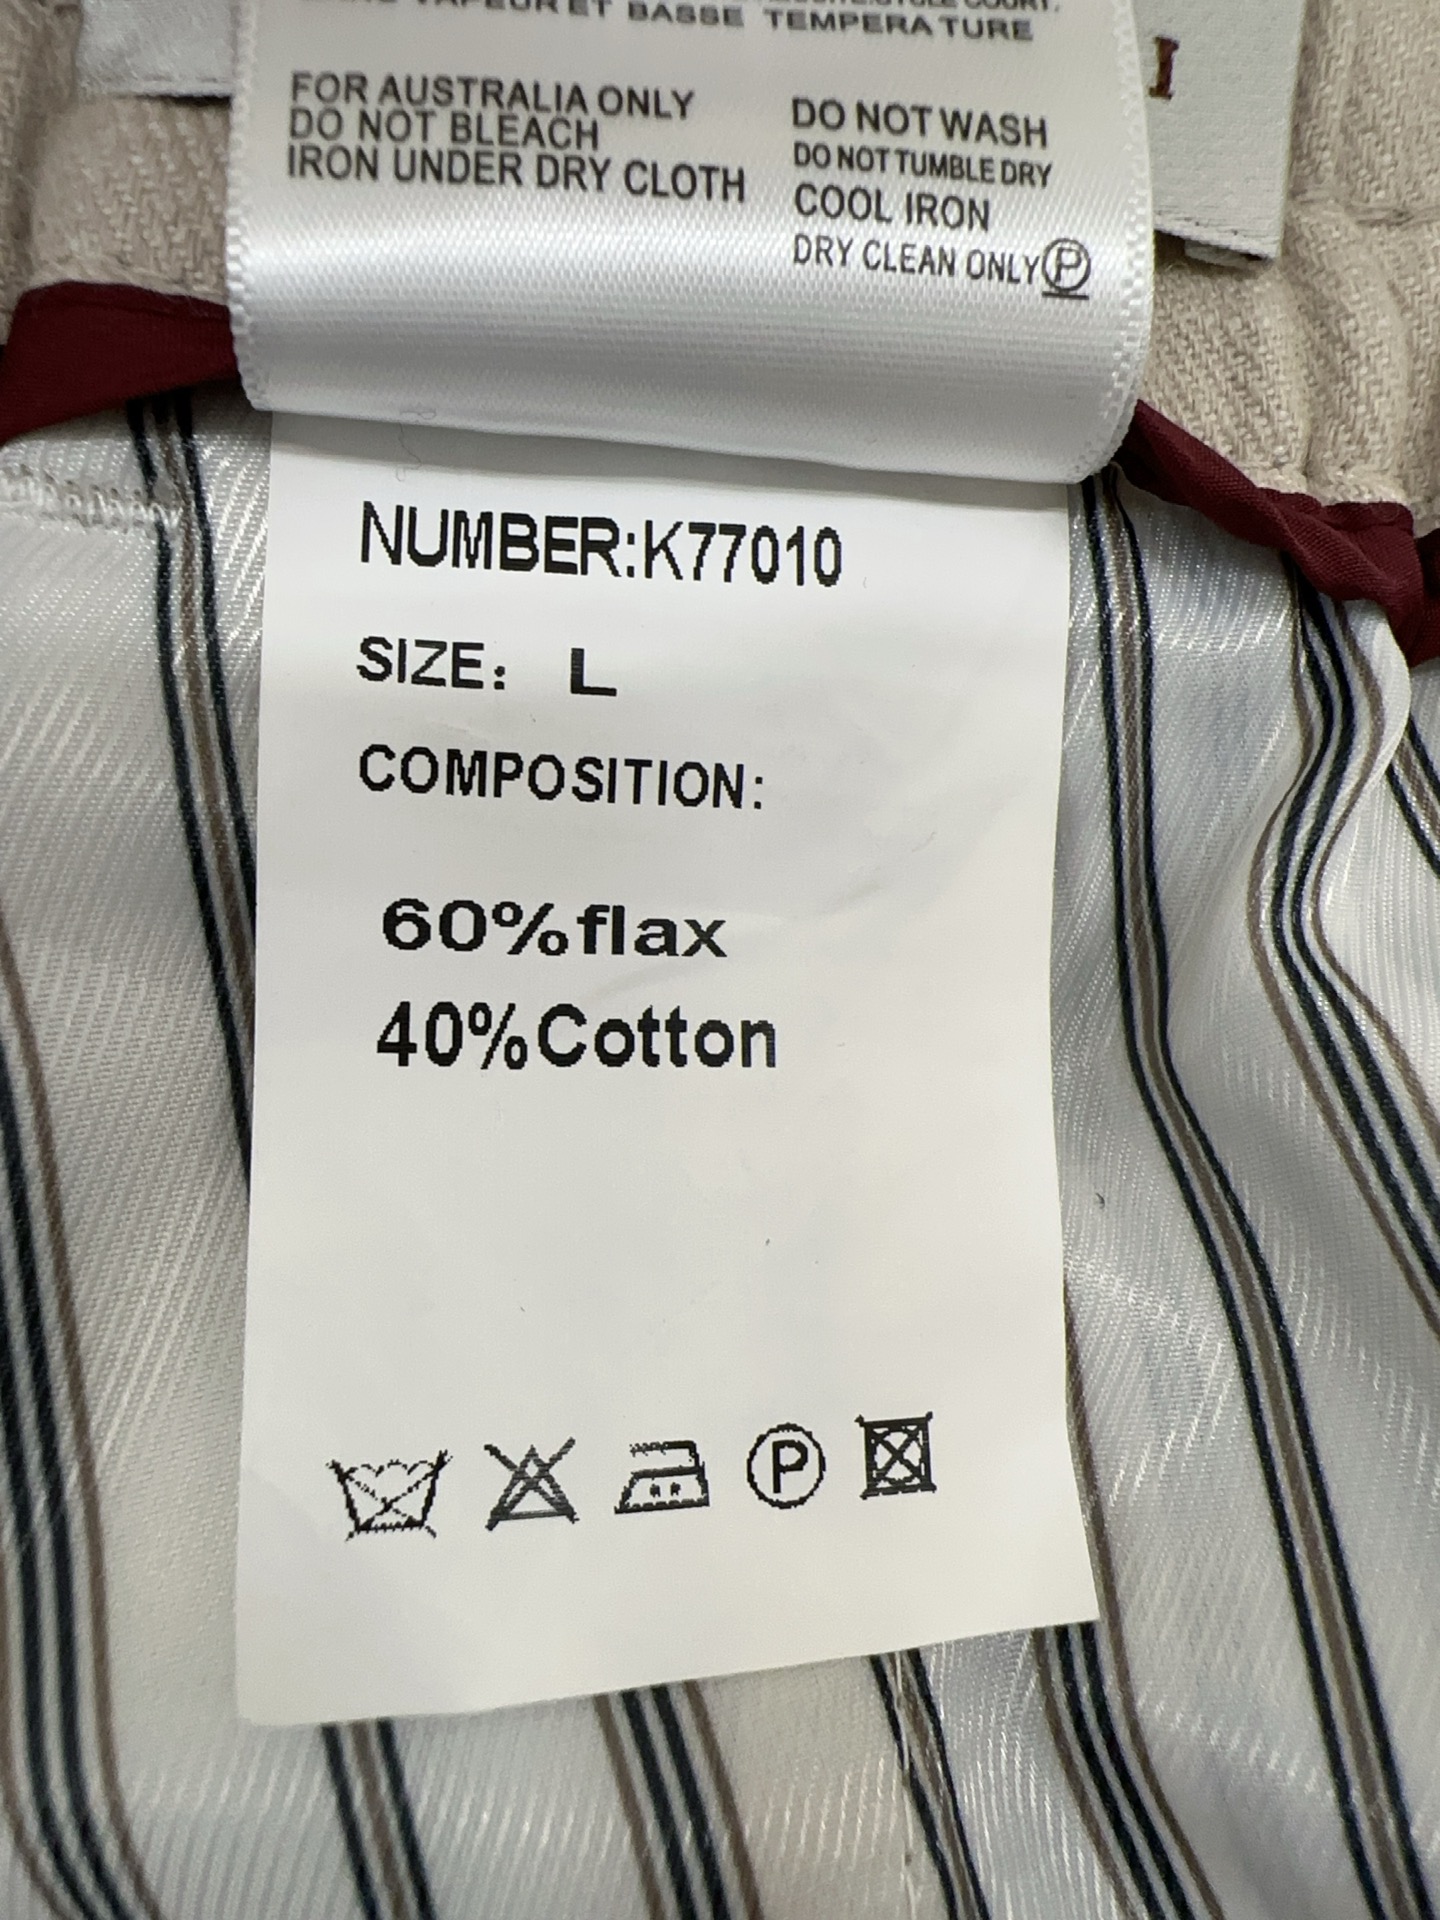 VAPEUR ET BASSE TEMPERATURE
I
FOR AUSTRALIA ONLY
DO NOT BLEACH
IRON UNDER DRY CLOTH
DO NOT WASH
DO NOT TUMBLE DRY
COOL IRON
DRY CLEAN ONLY P
NUMBER:K77010
SIZE: L
COMPOSITION:
60%flax
40%Cotton
P